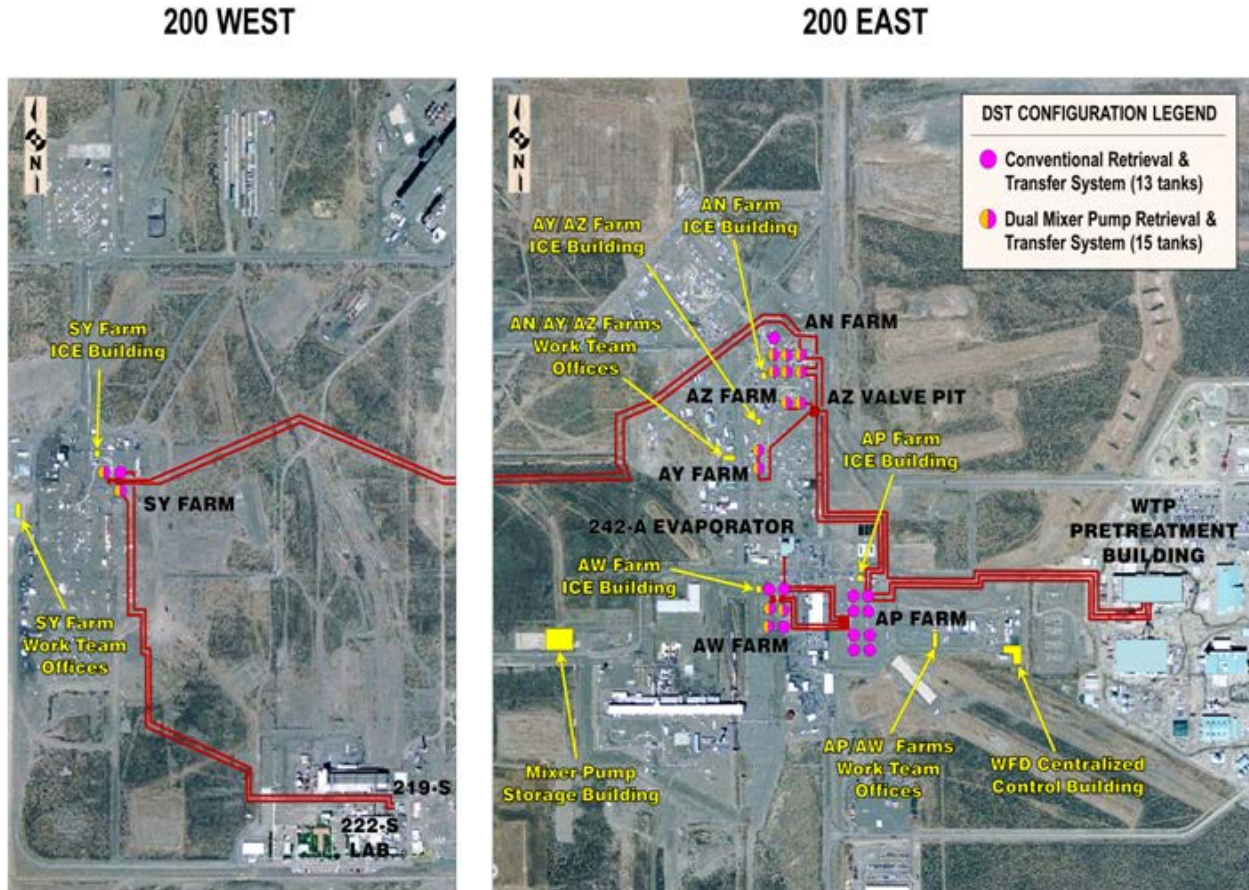 200 WEST
200 EAST
N
SY Farm
ICE Building
SY FARM
SY Farm
Work Team
Offices
219-S
222-S
LAB
N
DST CONFIGURATION LEGEND
Conventional Retrieval &
Transfer System (13 tanks)
Dual Mixer Pump Retrieval &
Transfer System (15 tanks)
AN Farm
ICE Building
AY/AZ Farm
ICE Building
AN/AY/AZ Farms
Work Team
Offices
AN FARM
AZ FARM
AZ VALVE PIT
AP Farm
ICE Building
AY FARM
242-A EVAPORATOR
WTP
PRETREATMENT
BUILDING
AW Farm
ICE Building
AP FARM
AW FARM
Mixer Pump
Storage Building
AP/AW Farms
Work Team
Offices
WFD Centralized
Control Building